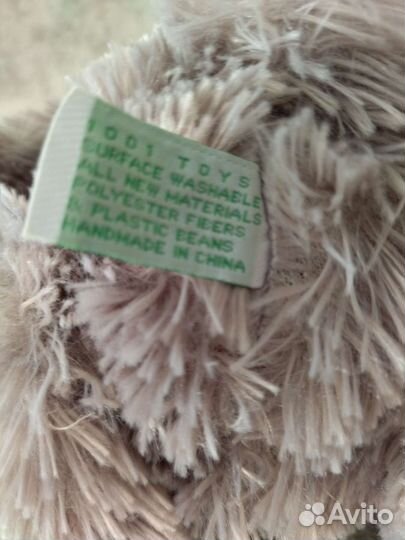 1001 TOYS
SURFACE WASHABLE
ALL NEW MATERIALS
POLYESTER FIBERS
& PLASTIC BEANS
HANDMADE IN CHINA
Avito